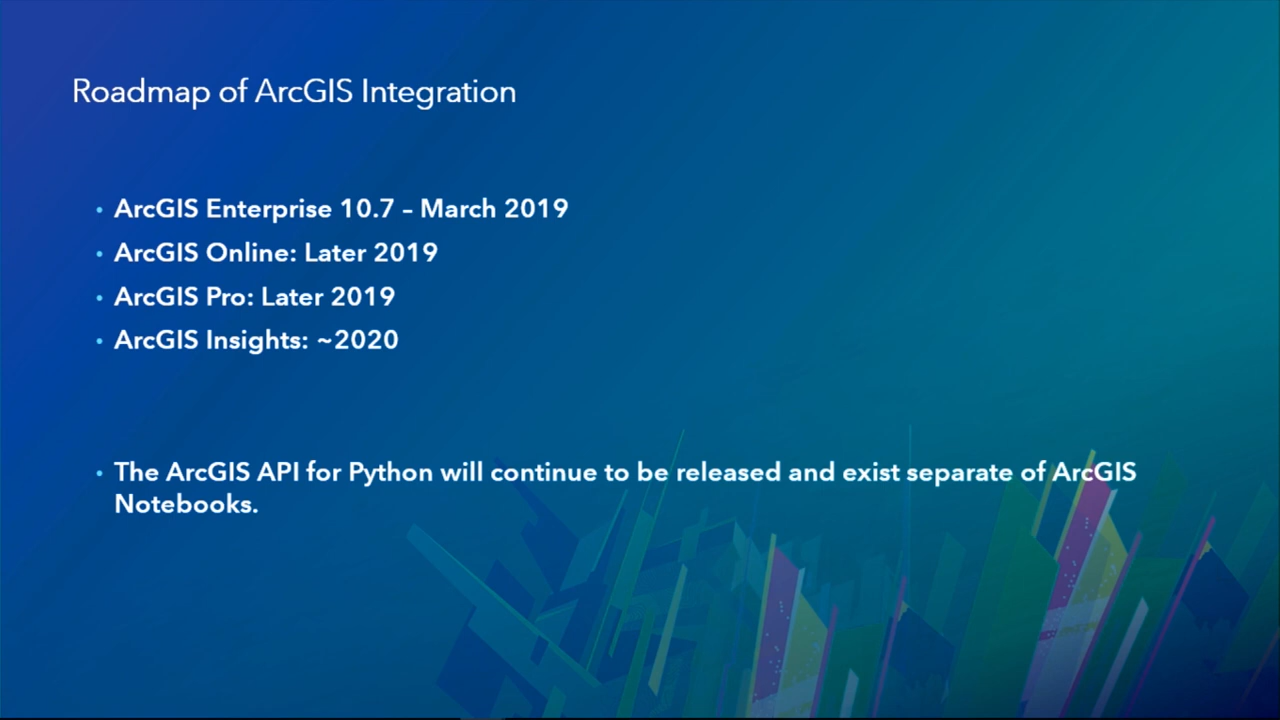 Roadmap of ArcGIS Integration
• ArcGIS Enterprise 10.7 – March 2019
• ArcGIS Online: Later 2019
• ArcGIS Pro: Later 2019
• ArcGIS Insights: ~2020
• The ArcGIS API for Python will continue to be released and exist separate of ArcGIS
Notebooks.